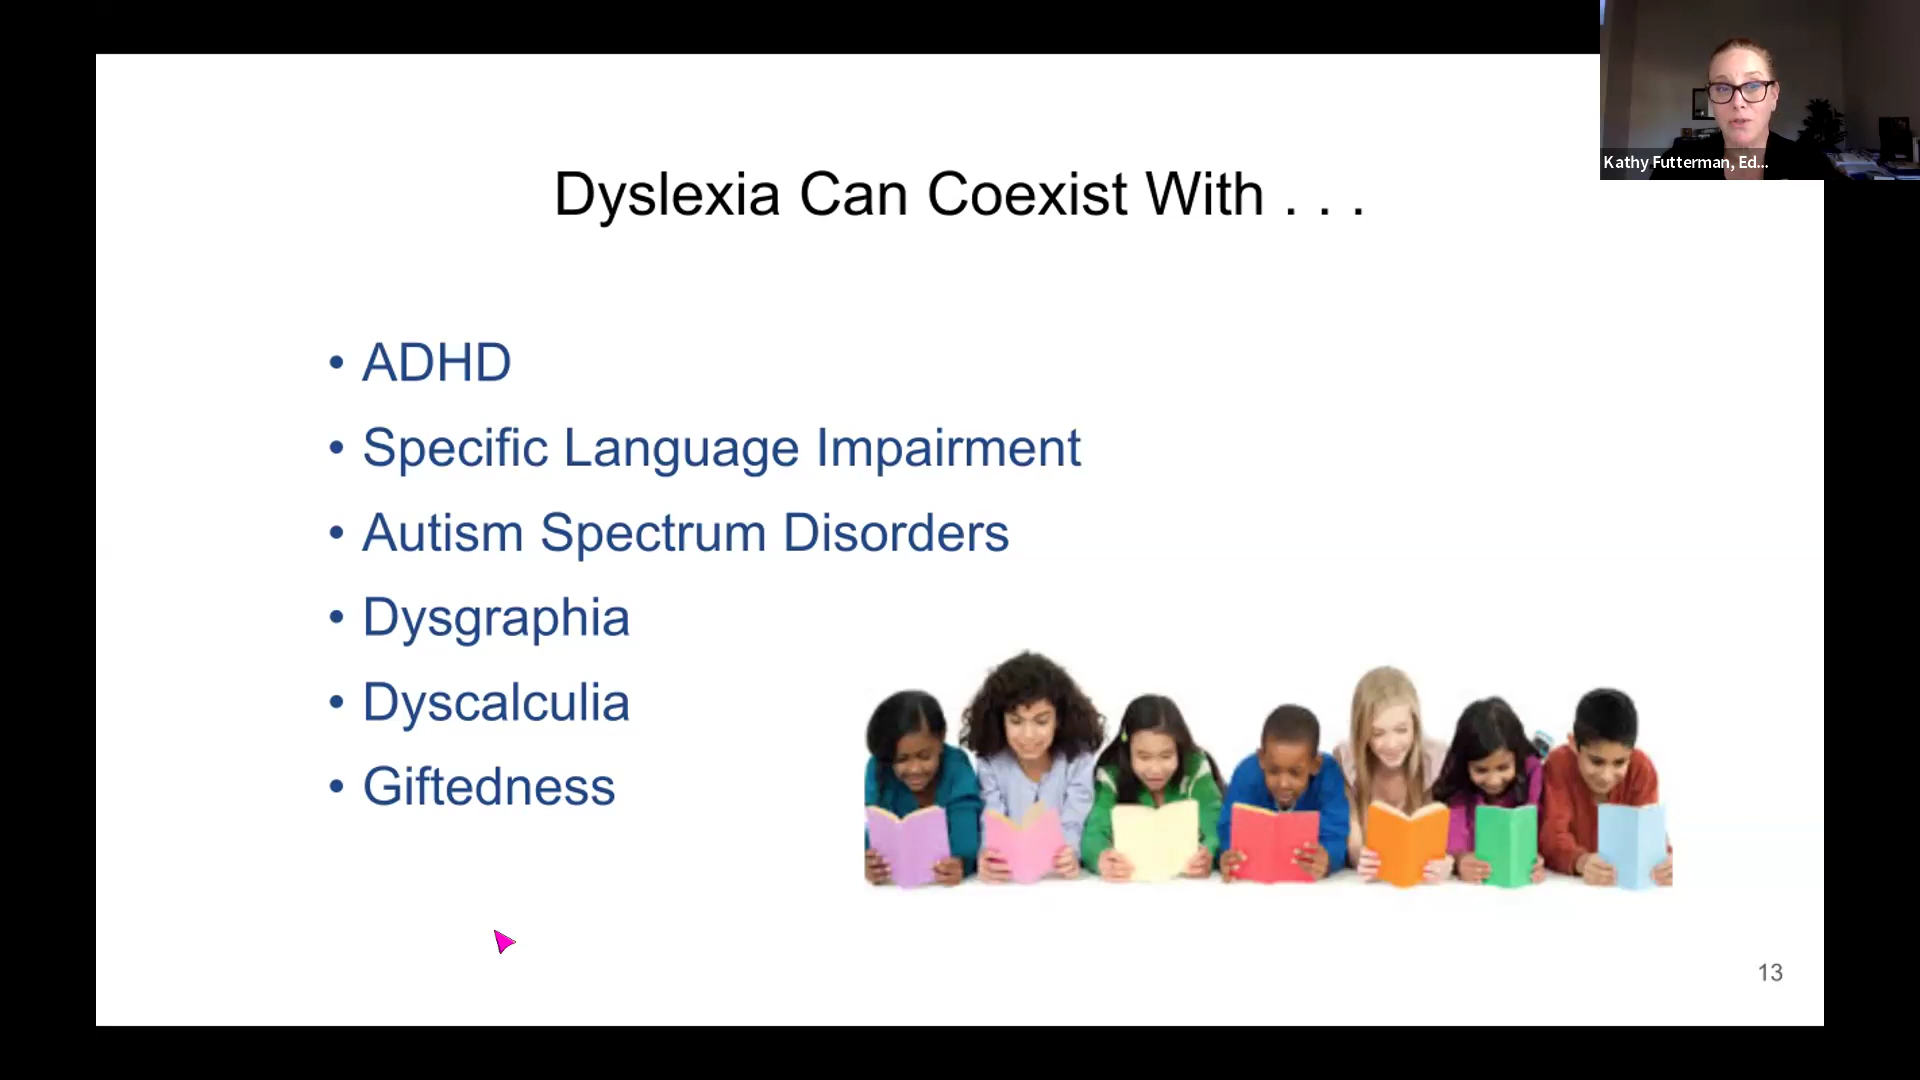 Kathy Futterman, Ed...
Dyslexia Can Coexist With . . .
• ADHD
• Specific Language Impairment
• Autism Spectrum Disorders
• Dysgraphia
• Dyscalculia
• Giftedness
13